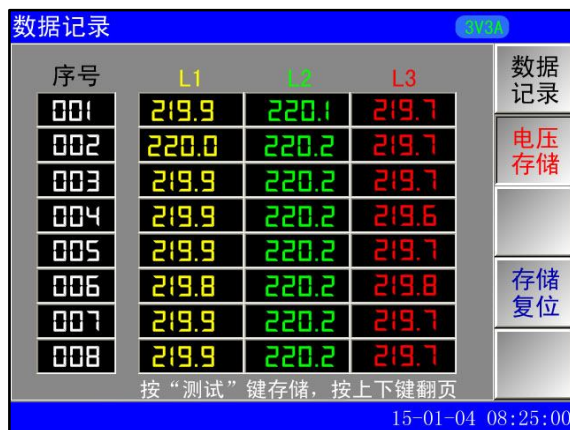 数据记录 3V3A
序号 L1 L2 L3
001 219.9 220.1 219.7
002 220.0 220.2 219.7
003 219.9 220.2 219.7
004 219.9 220.2 219.6
005 219.9 220.2 219.7
006 219.8 220.2 219.8
007 219.9 220.2 219.7
008 219.9 220.2 219.7
按“测试”键存储，按上下键翻页
数据
记录
电压
存储
存储
复位
15-01-04 08:25:00